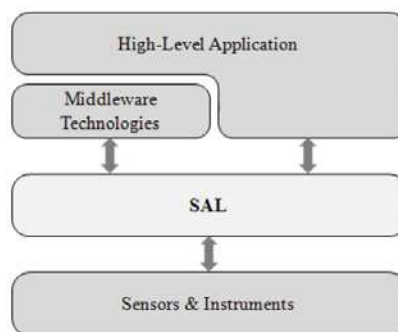 High-Level Application
Middleware
Technologies
SAL
Sensors & Instruments